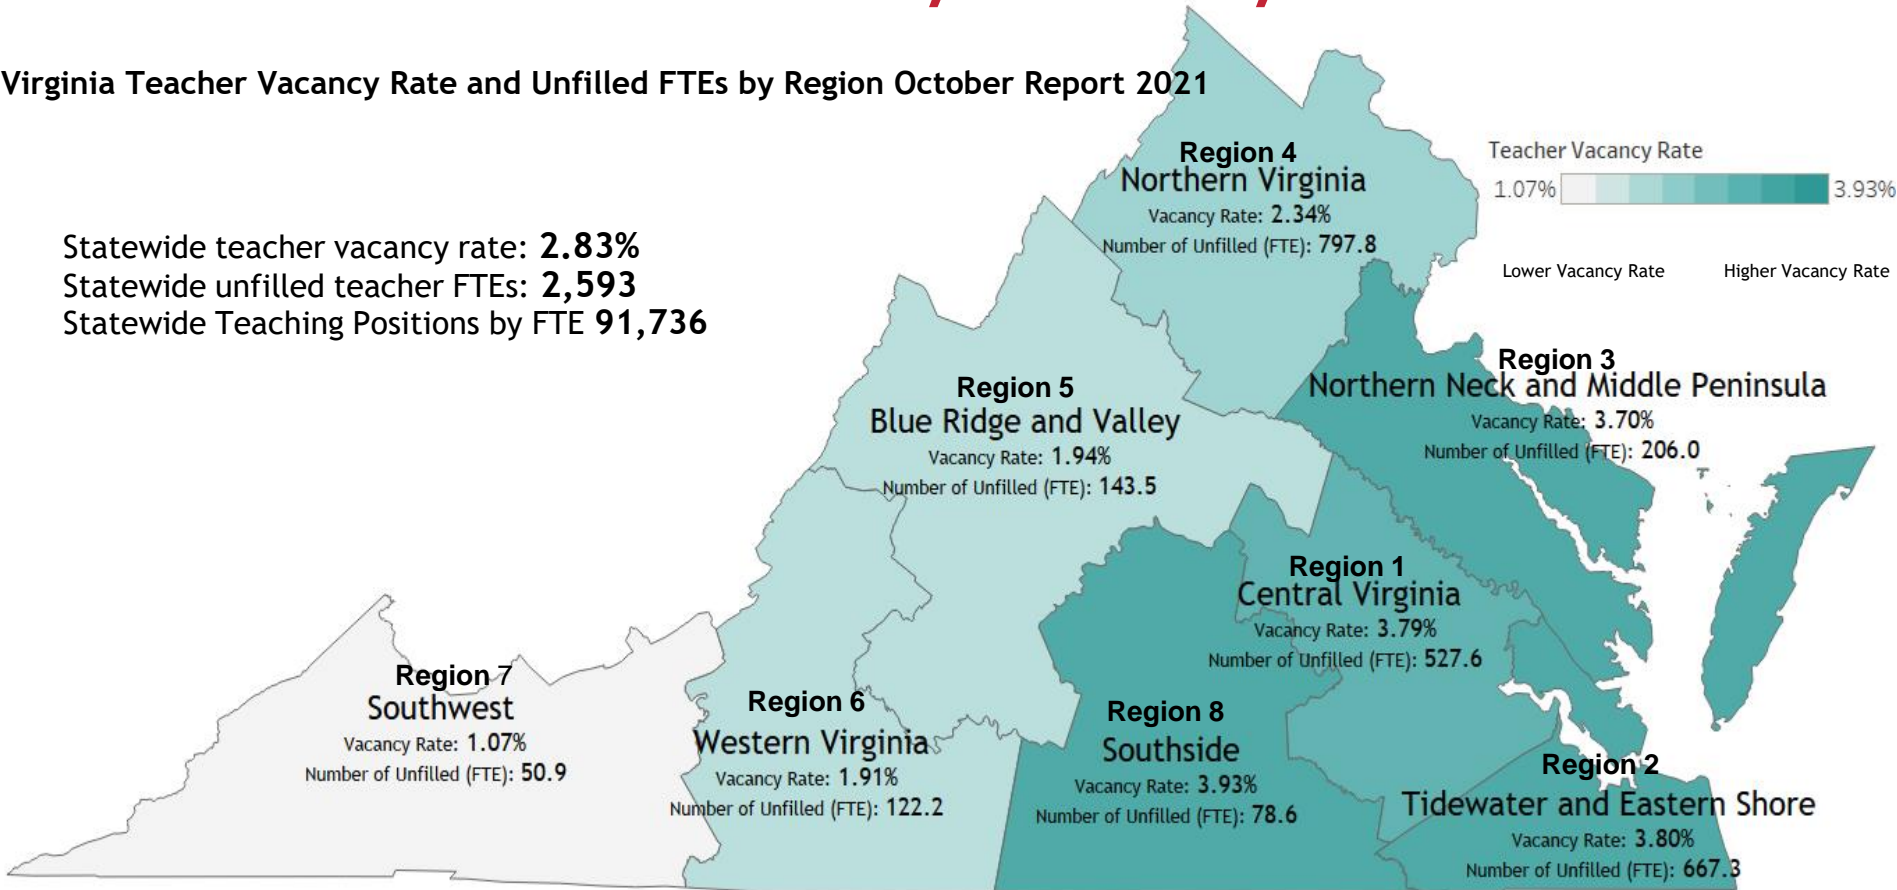 Virginia Teacher Vacancy Rate and Unfilled FTEs by Region October Report 2021
Statewide teacher vacancy rate: 2.83%
Statewide unfilled teacher FTEs: 2,593
Statewide Teaching Positions by FTE 91,736
Teacher Vacancy Rate
1.07% 3.93%
Lower Vacancy Rate Higher Vacancy Rate
Region 4
Northern Virginia
Vacancy Rate: 2.34%
Number of Unfilled (FTE): 797.8
Region 3
Northern Neck and Middle Peninsula
Vacancy Rate: 3.70%
Number of Unfilled (FTE): 206.0
Region 5
Blue Ridge and Valley
Vacancy Rate: 1.94%
Number of Unfilled (FTE): 143.5
Region 1
Central Virginia
Vacancy Rate: 3.79%
Number of Unfilled (FTE): 527.6
Region 7
Southwest
Vacancy Rate: 1.07%
Number of Unfilled (FTE): 50.9
Region 6
Western Virginia
Vacancy Rate: 1.91%
Number of Unfilled (FTE): 122.2
Region 8
Southside
Vacancy Rate: 3.93%
Number of Unfilled (FTE): 78.6
Region 2
Tidewater and Eastern Shore
Vacancy Rate: 3.80%
Number of Unfilled (FTE): 667.3